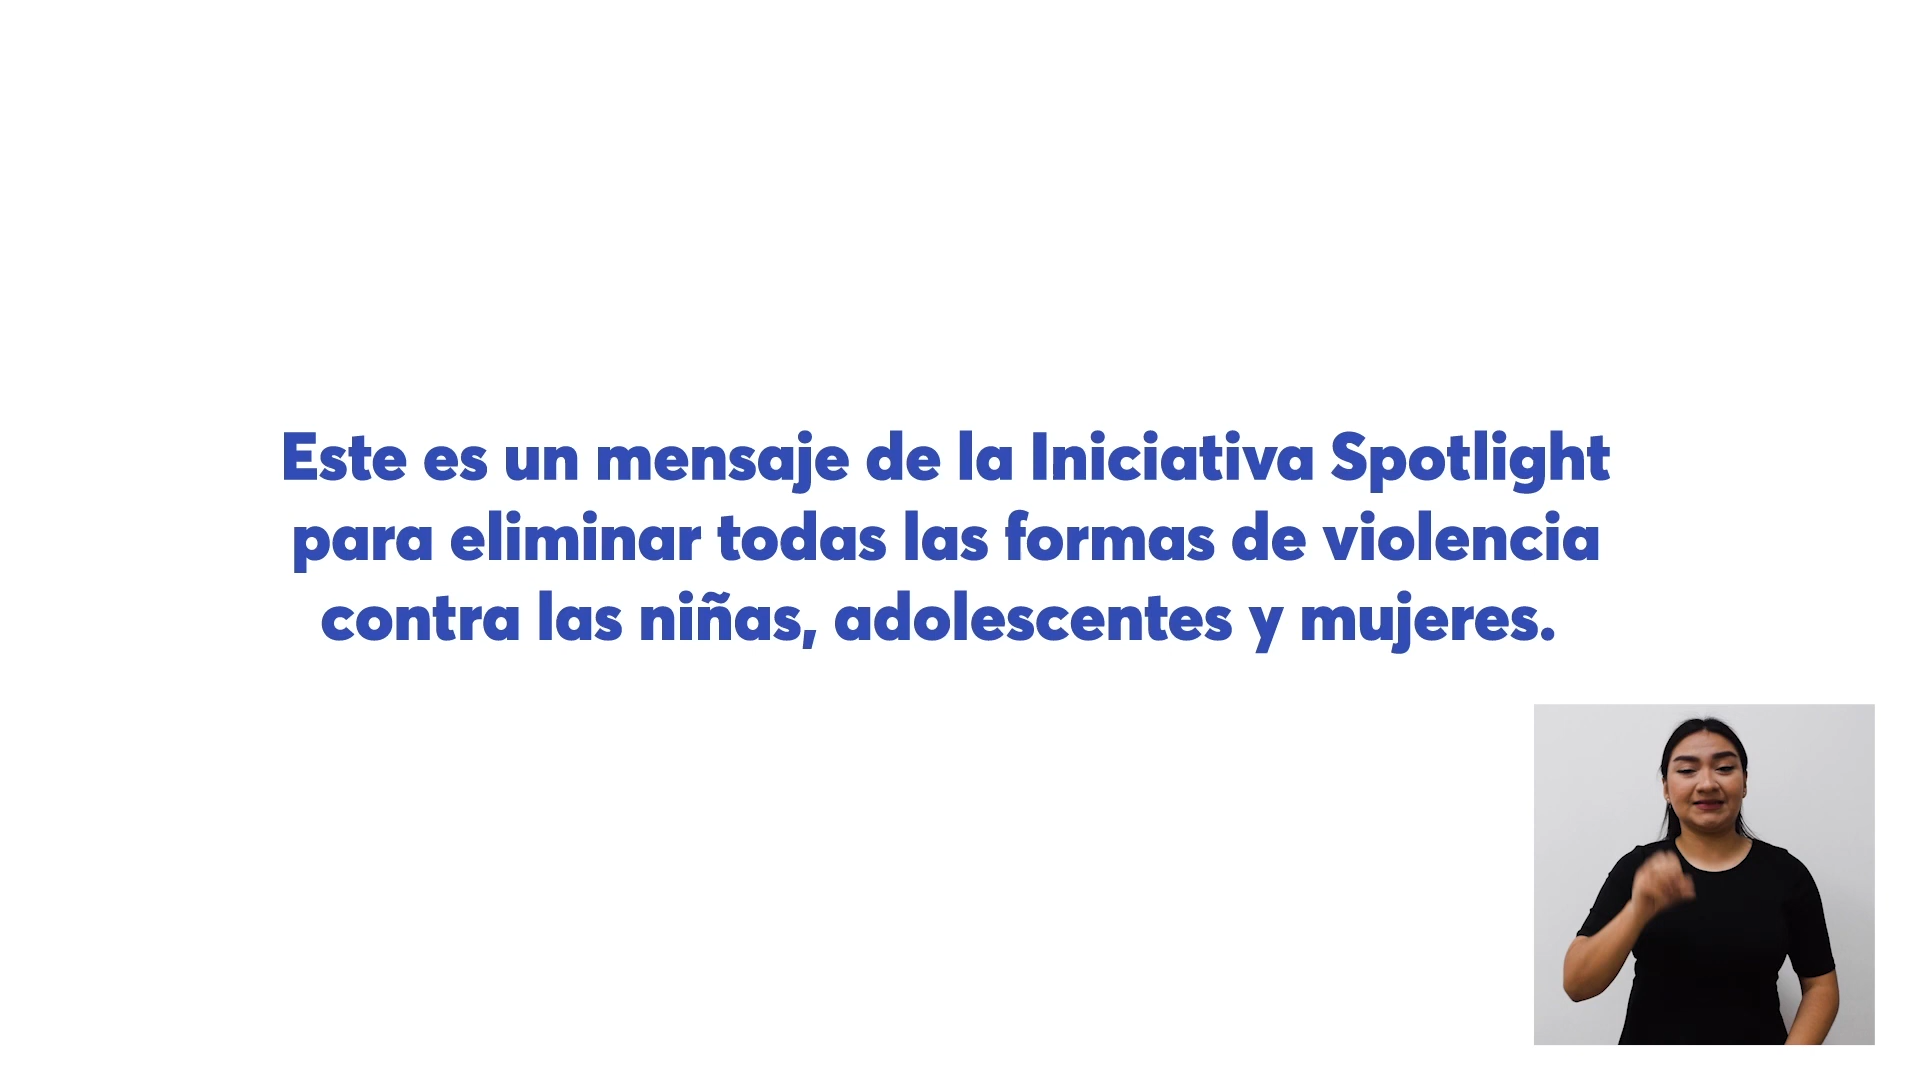 Este es un mensaje de la Iniciativa Spotlight
para eliminar todas las formas de violencia
contra las niñas, adolescentes y mujeres.